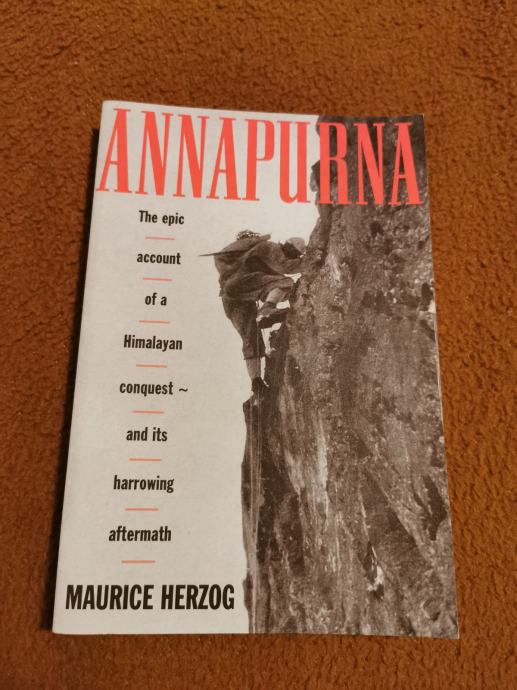 ANNAPURNA
The epic
account
of a
Himalayan
conquest ~
and its
harrowing
aftermath
MAURICE HERZOG